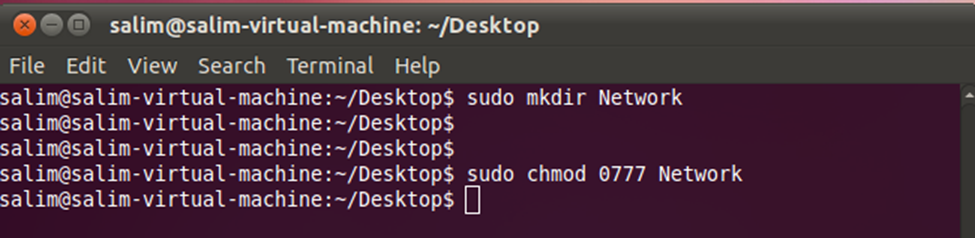 salim@salim-virtual-machine: ~/Desktop
File Edit View Search Terminal Help
salim@salim-virtual-machine:~/Desktop$ sudo mkdir Network
salim@salim-virtual-machine:~/Desktop$
salim@salim-virtual-machine:~/Desktop$
salim@salim-virtual-machine:~/Desktop$ sudo chmod 0777 Network
salim@salim-virtual-machine:~/Desktop$